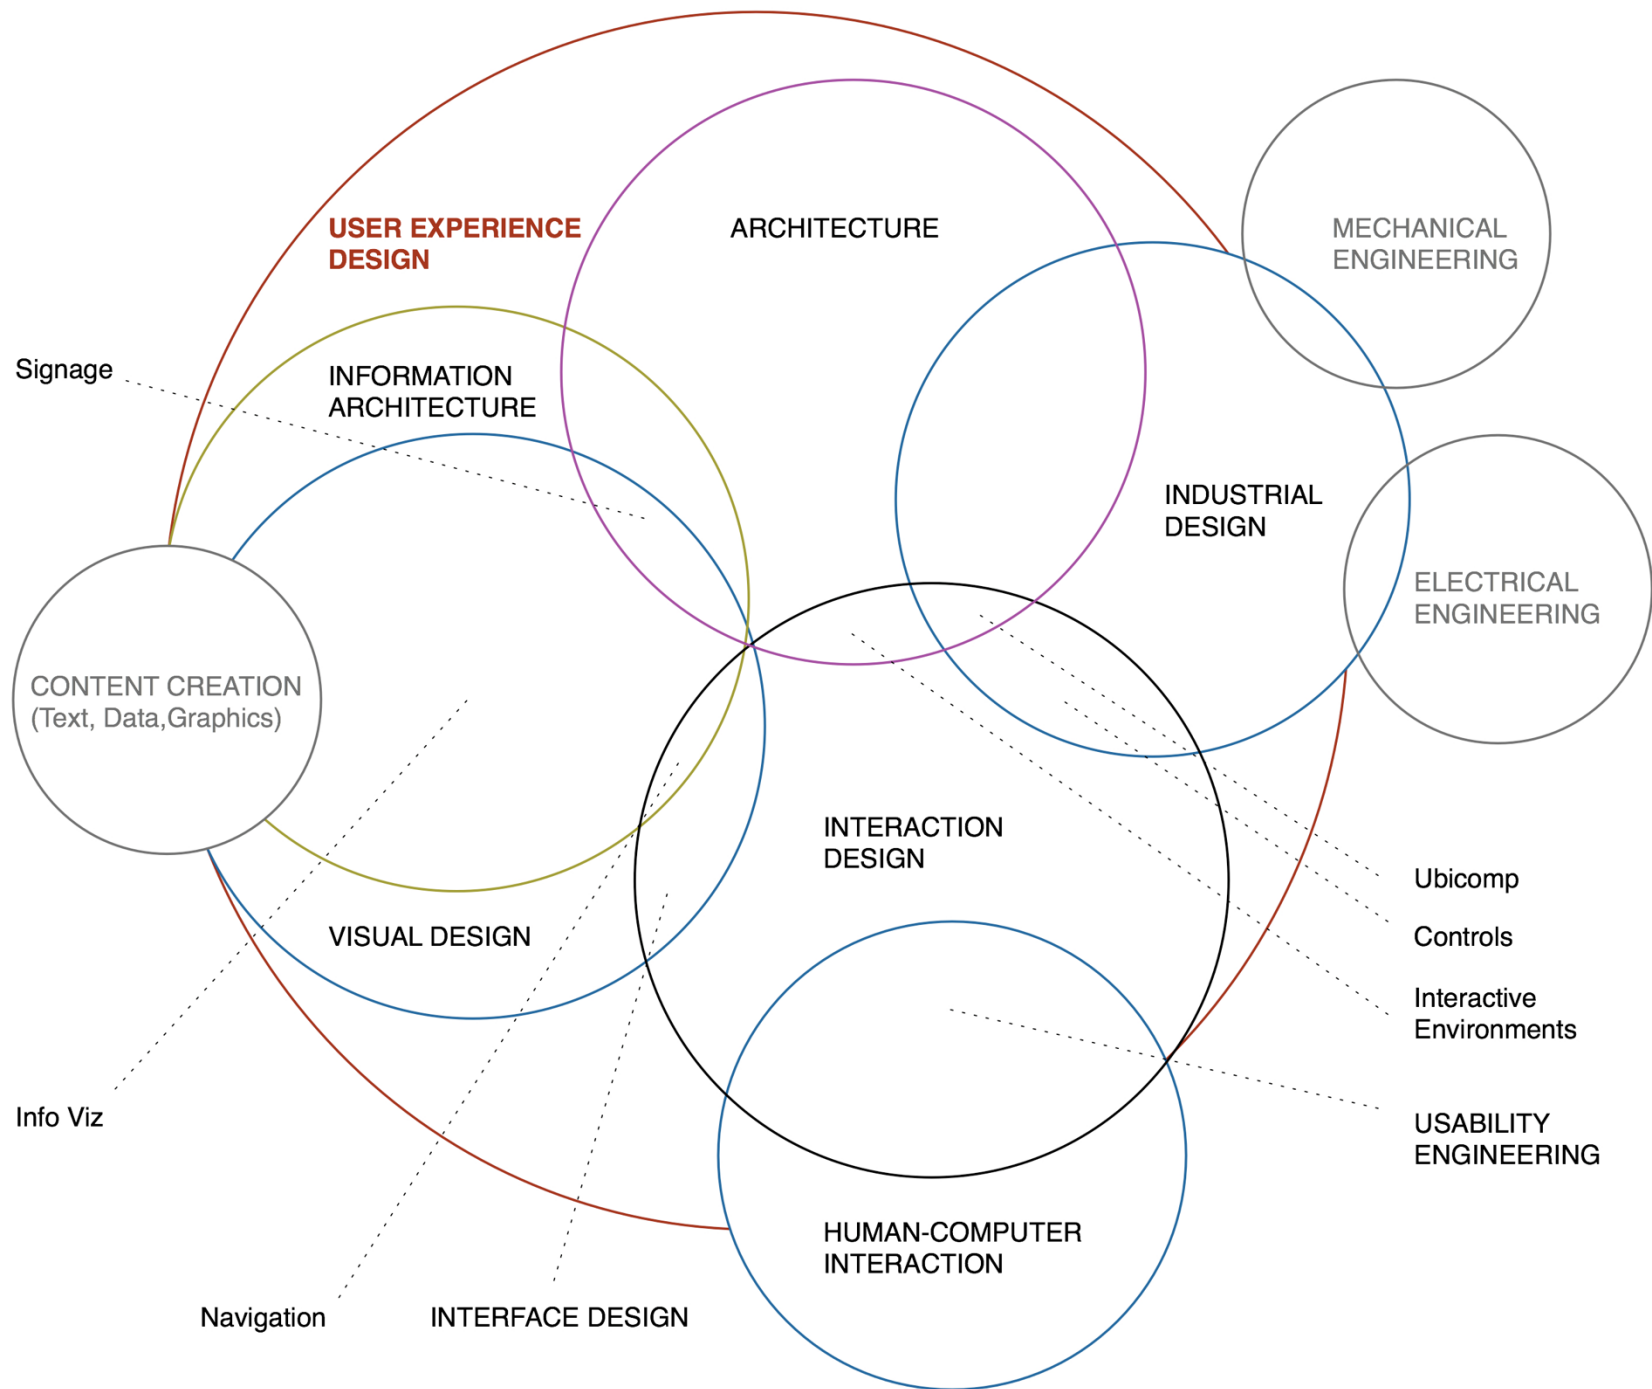 USER EXPERIENCE
DESIGN
ARCHITECTURE
MECHANICAL
ENGINEERING
Signage
INFORMATION
ARCHITECTURE
INDUSTRIAL
DESIGN
ELECTRICAL
ENGINEERING
CONTENT CREATION
(Text, Data,Graphics)
INTERACTION
DESIGN
VISUAL DESIGN
Ubicomp
Controls
Interactive
Environments
Info Viz
USABILITY
ENGINEERING
HUMAN-COMPUTER
INTERACTION
Navigation
INTERFACE DESIGN